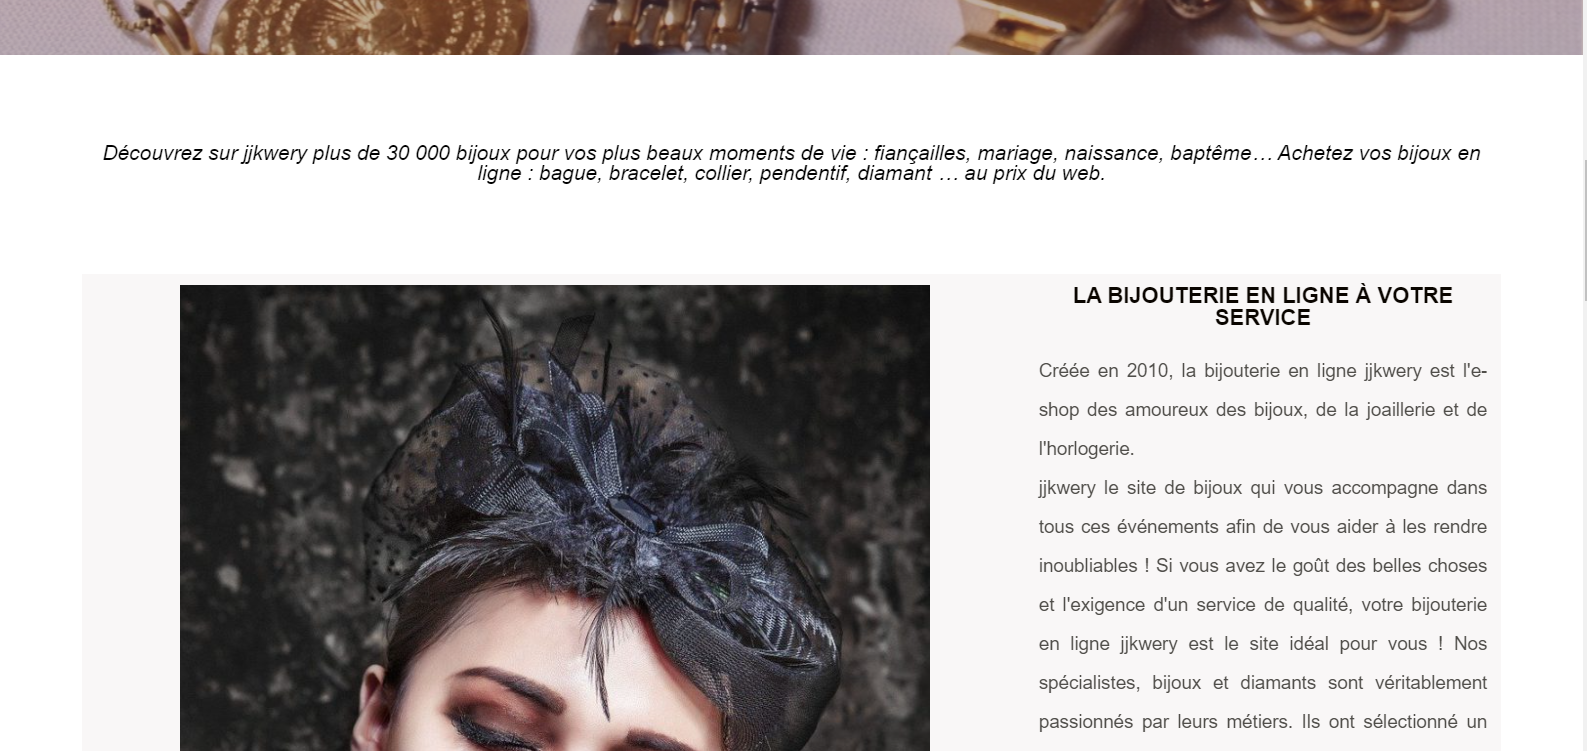 Découvrez sur jjkwery plus de 30 000 bijoux pour vos plus beaux moments de vie : fiançailles, mariage, naissance, baptême… Achetez vos bijoux en
ligne : bague, bracelet, collier, pendentif, diamant … au prix du web.
LA BIJOUTERIE EN LIGNE À VOTRE
SERVICE
Créée en 2010, la bijouterie en ligne jjkwery est l'e-
shop des amoureux des bijoux, de la joaillerie et de
l'horlogerie.
jjkwery le site de bijoux qui vous accompagne dans
tous ces événements afin de vous aider à les rendre
inoubliables ! Si vous avez le goût des belles choses
et l'exigence d'un service de qualité, votre bijouterie
en ligne jjkwery est le site idéal pour vous ! Nos
spécialistes, bijoux et diamants sont véritablement
passionnés par leurs métiers. Ils ont sélectionné un